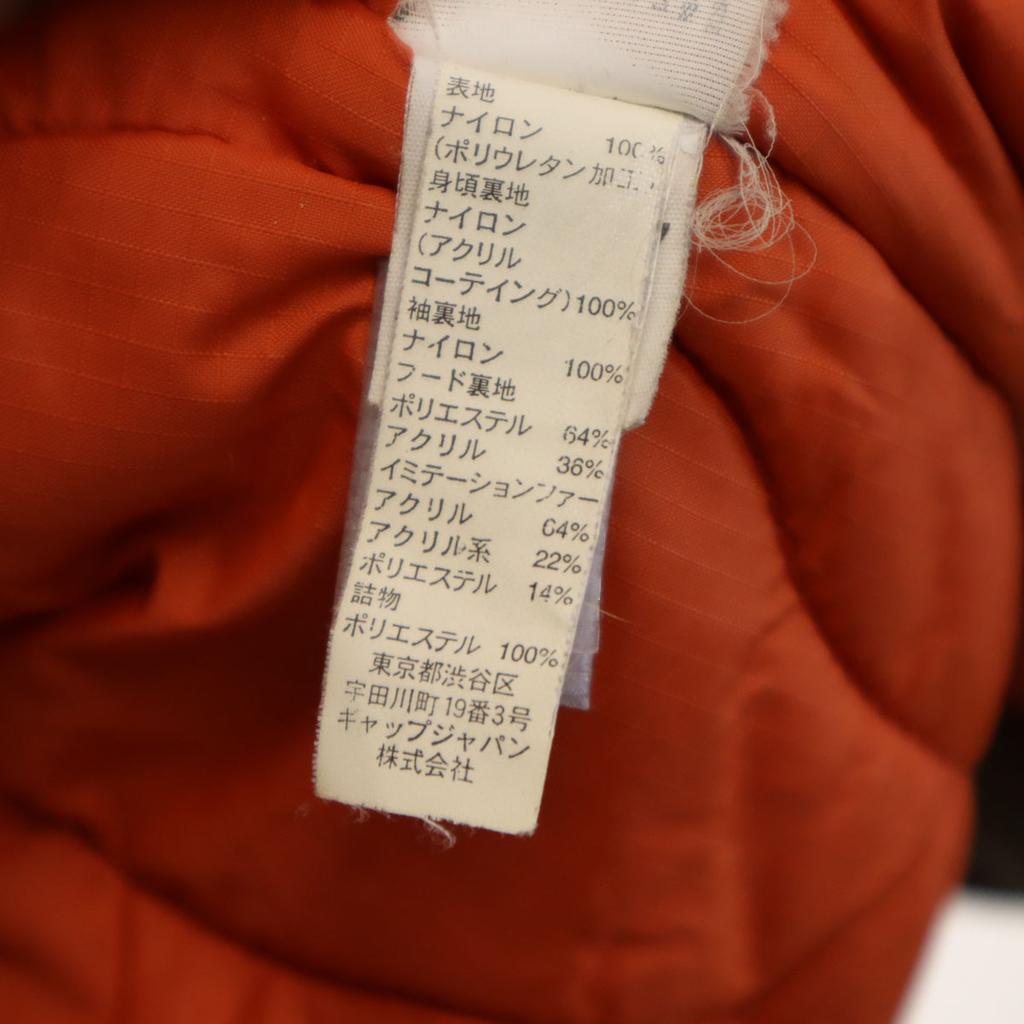 表地
ナイロン 100%
(ポリウレタン加工)
身頃裏地
ナイロン
(アクリル
コーテイング)100%
袖裏地
ナイロン 100%
フード裏地
ポリエステル 64%
アクリル 36%
イミテーションファー
アクリル 64%
アクリル系 22%
ポリエステル 14%
詰物
ポリエステル 100%
東京都渋谷区
宇田川町19番3号
ギャップジャパン
株式会社